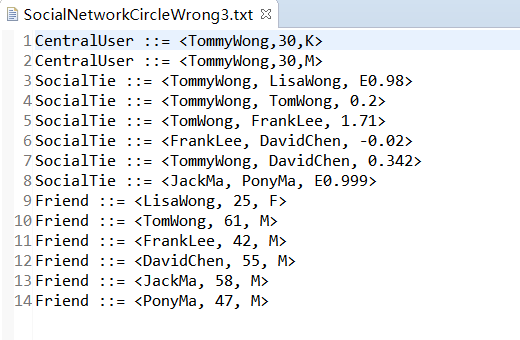 SocialNetworkCircleWrong3.txt
1 CentralUser ::= <TommyWong,30,K>
2 CentralUser ::= <TommyWong,30,M>
3 SocialTie ::= <TommyWong, LisaWong, E0.98>
4 SocialTie ::= <TommyWong, TomWong, 0.2>
5 SocialTie ::= <TomWong, FrankLee, 1.71>
6 SocialTie ::= <FrankLee, DavidChen, -0.02>
7 SocialTie ::= <TommyWong, DavidChen, 0.342>
8 SocialTie ::= <JackMa, PonyMa, E0.999>
9 Friend ::= <LisaWong, 25, F>
10 Friend ::= <TomWong, 61, M>
11 Friend ::= <FrankLee, 42, M>
12 Friend ::= <DavidChen, 55, M>
13 Friend ::= <JackMa, 58, M>
14 Friend ::= <PonyMa, 47, M>